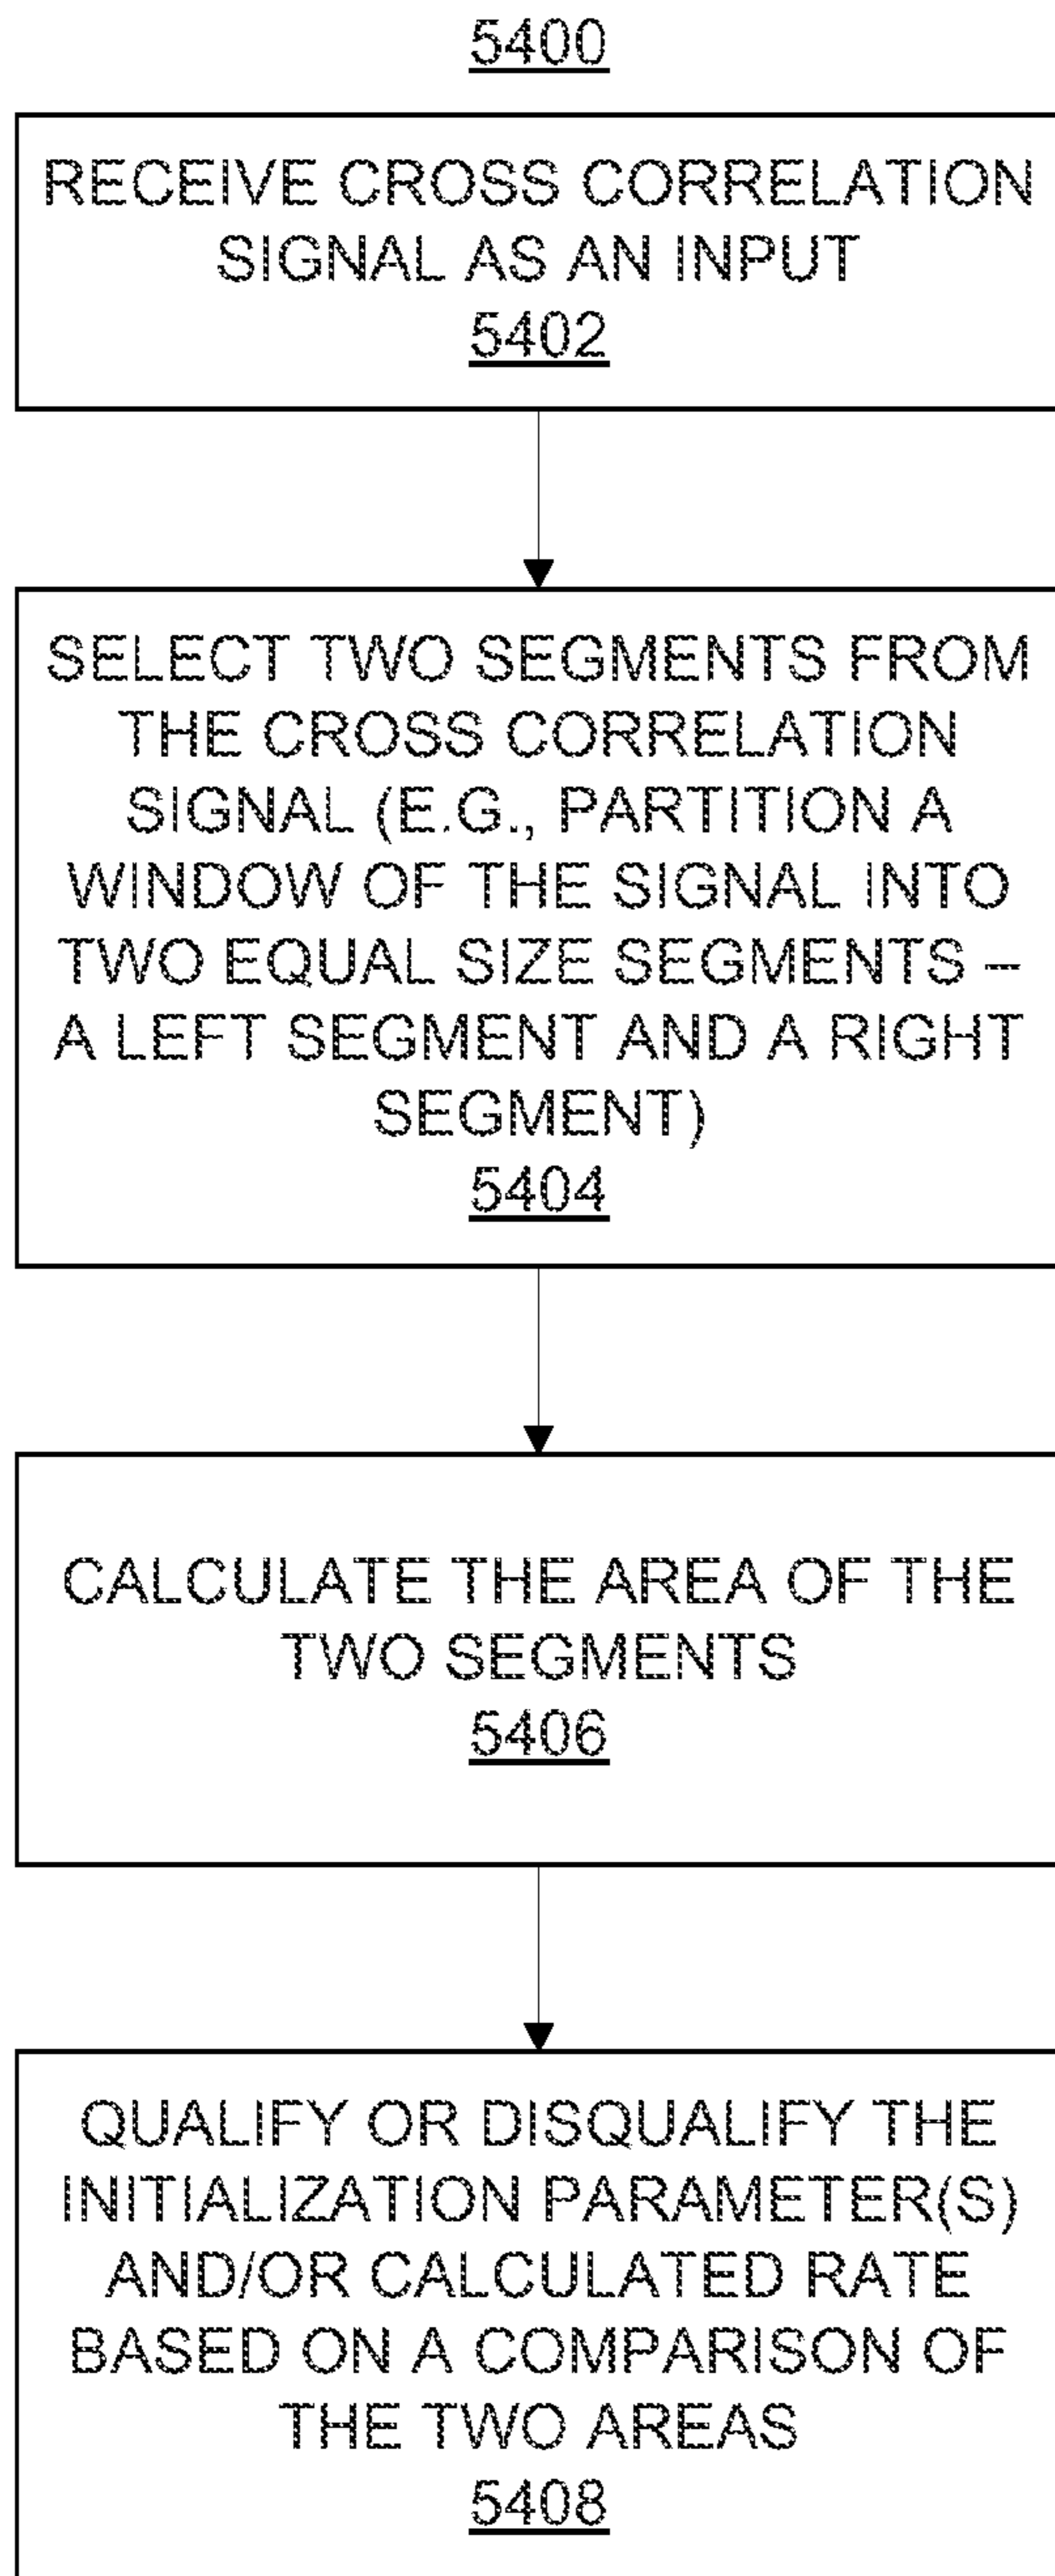 5400
RECEIVE CROSS CORRELATION
SIGNAL AS AN INPUT
5402
SELECT TWO SEGMENTS FROM
THE CROSS CORRELATION
SIGNAL (E.G., PARTITION A
WINDOW OF THE SIGNAL INTO
TWO EQUAL SIZE SEGMENTS –
A LEFT SEGMENT AND A RIGHT
SEGMENT)
5404
CALCULATE THE AREA OF THE
TWO SEGMENTS
5406
QUALIFY OR DISQUALIFY THE
INITIALIZATION PARAMETER(S)
AND/OR CALCULATED RATE
BASED ON A COMPARISON OF
THE TWO AREAS
5408